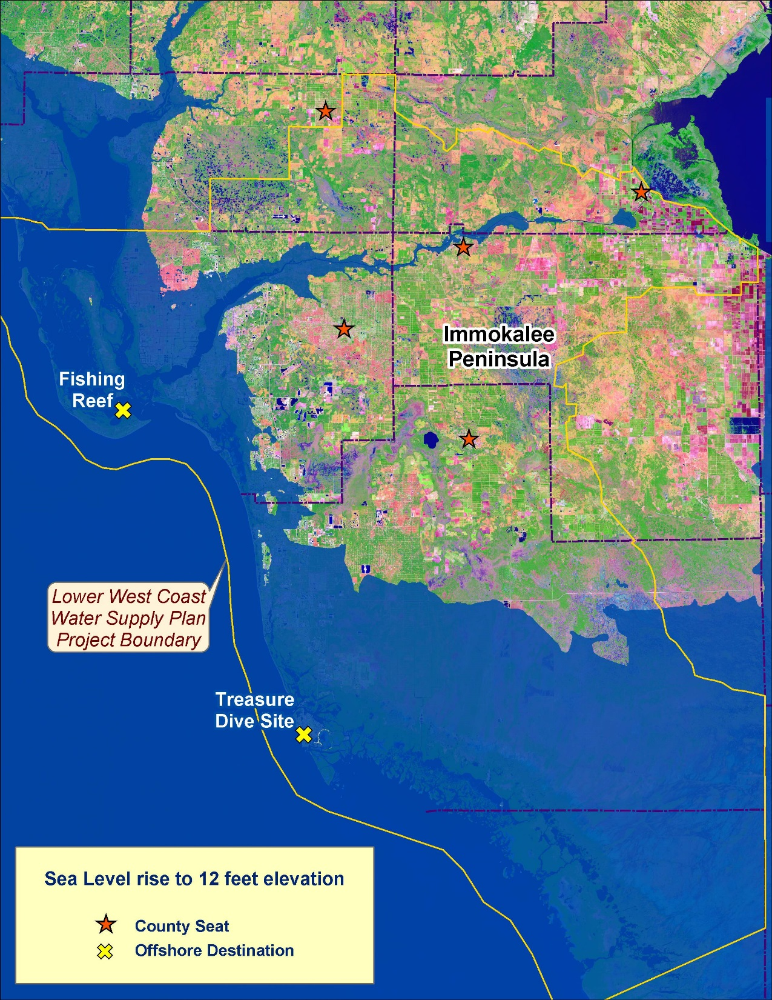 Immokalee
Peninsula
Fishing
Reef
Lower West Coast
Water Supply Plan
Project Boundary
Treasure
Dive Site
Sea Level rise to 12 feet elevation
County Seat
Offshore Destination